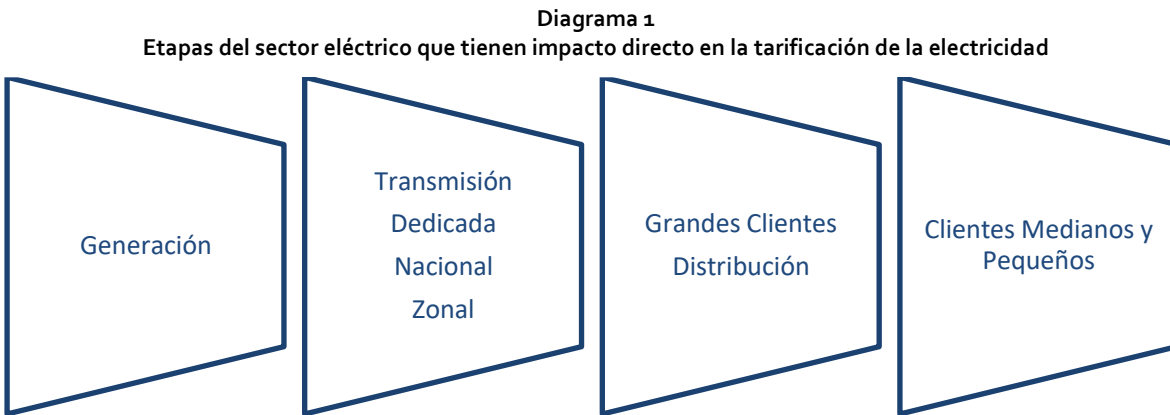 Diagrama 1
Etapas del sector eléctrico que tienen impacto directo en la tarificación de la electricidad
Generación
Transmisión
Dedicada
Nacional
Zonal
Grandes Clientes
Distribución
Clientes Medianos y
Pequeños